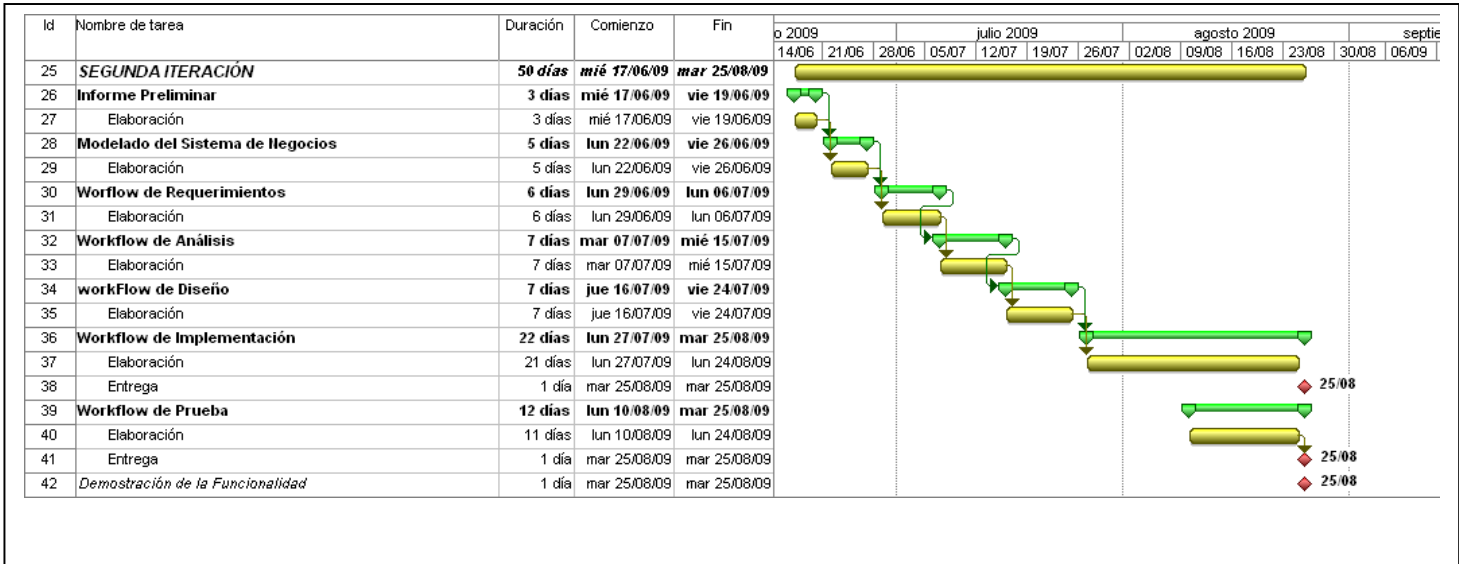 Id Nombre de tarea Duración Comienzo Fin
o 2009 julio 2009 agosto 2009 septie
14/06 21/06 28/06 05/07 12/07 19/07 26/07 02/08 09/08 16/08 23/08 30/08 06/09
25 SEGUNDA ITERACIÓN 50 días mié 17/06/09 mar 25/08/09
26 Informe Preliminar 3 días mié 17/06/09 vie 19/06/09
27 Elaboración 3 días mié 17/06/09 vie 19/06/09
28 Modelado del Sistema de Negocios 5 días lun 22/06/09 vie 26/06/09
29 Elaboración 5 días lun 22/06/09 vie 26/06/09
30 Worflow de Requerimientos 6 días lun 29/06/09 lun 06/07/09
31 Elaboración 6 días lun 29/06/09 lun 06/07/09
32 Workflow de Análisis 7 días mar 07/07/09 mié 15/07/09
33 Elaboración 7 días mar 07/07/09 mié 15/07/09
34 workFlow de Diseño 7 días jue 16/07/09 vie 24/07/09
35 Elaboración 7 días jue 16/07/09 vie 24/07/09
36 Workflow de Implementación 22 días lun 27/07/09 mar 25/08/09
37 Elaboración 21 días lun 27/07/09 lun 24/08/09
38 Entrega 1 día mar 25/08/09 mar 25/08/09 25/08
39 Workflow de Prueba 12 días lun 10/08/09 mar 25/08/09
40 Elaboración 11 días lun 10/08/09 lun 24/08/09
41 Entrega 1 día mar 25/08/09 mar 25/08/09 25/08
42 Demostración de la Funcionalidad 1 día mar 25/08/09 mar 25/08/09 25/08